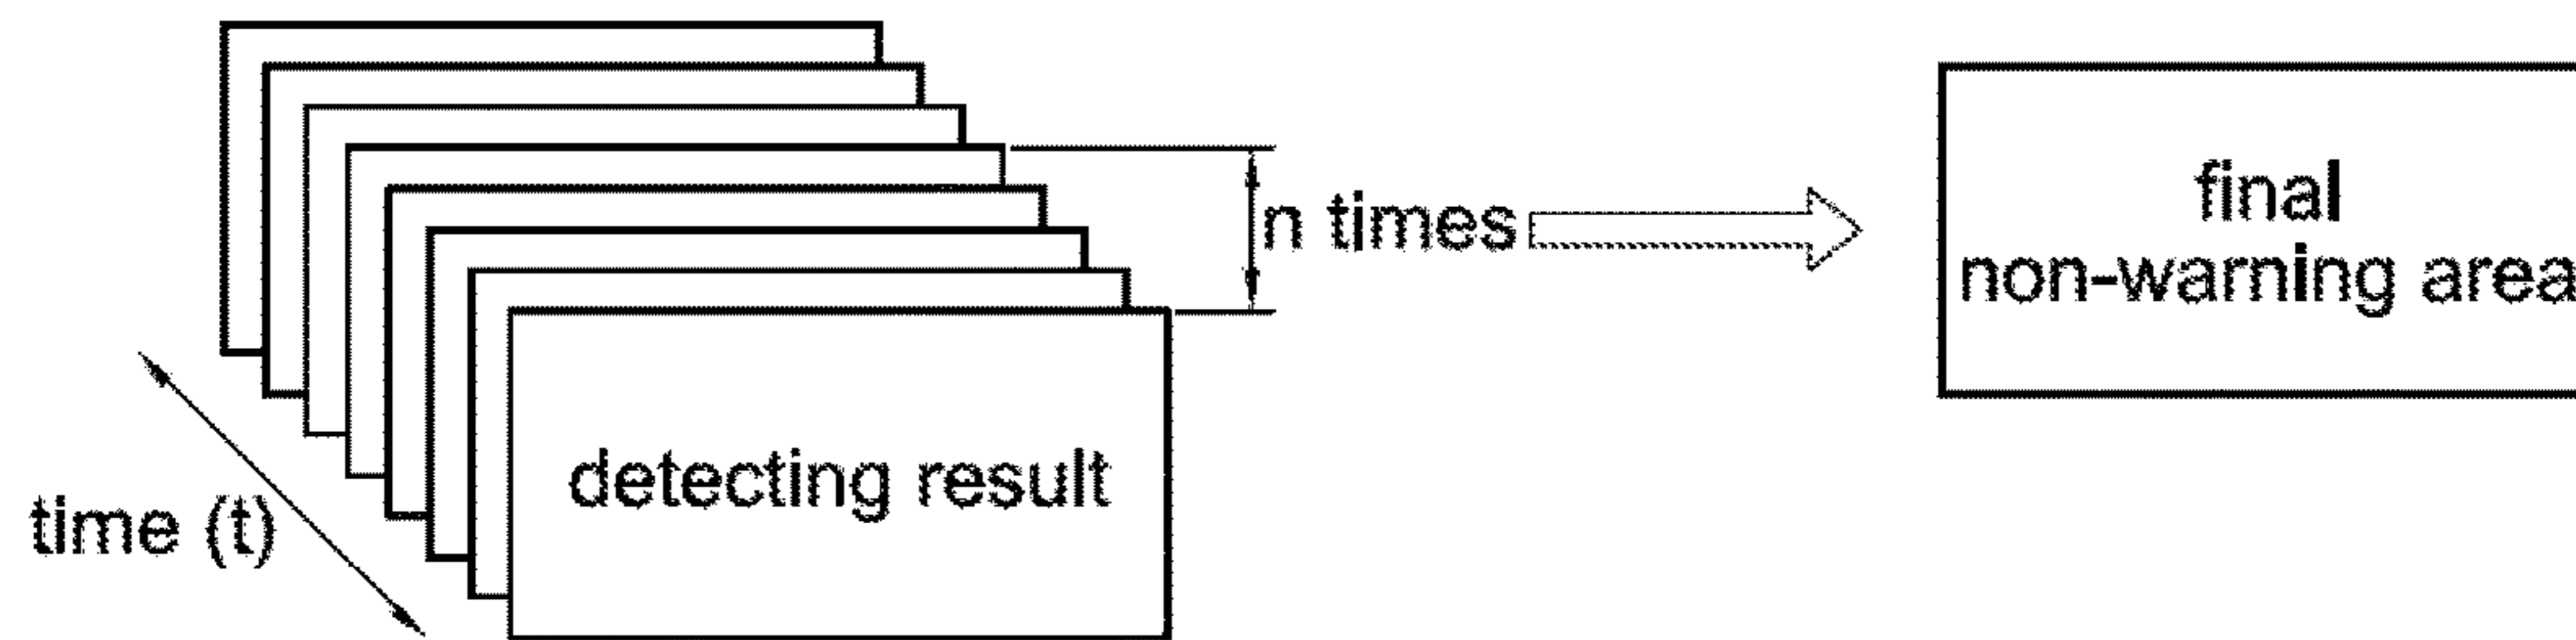 n times
final
non-warning area
detecting result
time (t)